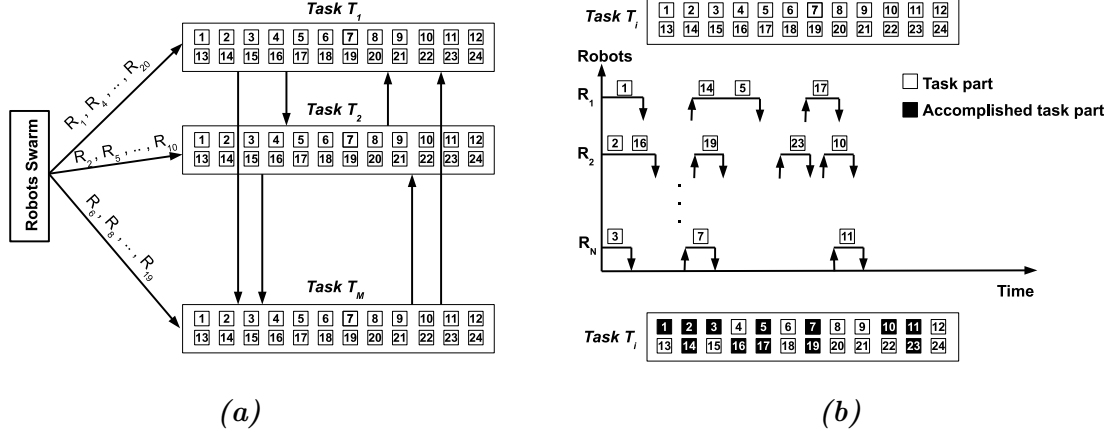 Task T1
1 2 3 4 5 6 7 8 9 10 11 12
13 14 15 16 17 18 19 20 21 22 23 24
R1, R4, .., R20
Task T2
1 2 3 4 5 6 7 8 9 10 11 12
13 14 15 16 17 18 19 20 21 22 23 24
R2, R5, .., R10
Robots Swarm
R6, R8, .., R19
Task TM
1 2 3 4 5 6 7 8 9 10 11 12
13 14 15 16 17 18 19 20 21 22 23 24
(a)
Task Ti
1 2 3 4 5 6 7 8 9 10 11 12
13 14 15 16 17 18 19 20 21 22 23 24
Robots
R1 1 14 5 17
Task part
Accomplished task part
R2 2 16 19 23 10
RN 3 7 11
Time
Task Ti
1 2 3 4 5 6 7 8 9 10 11 12
13 14 15 16 17 18 19 20 21 22 23 24
(b)